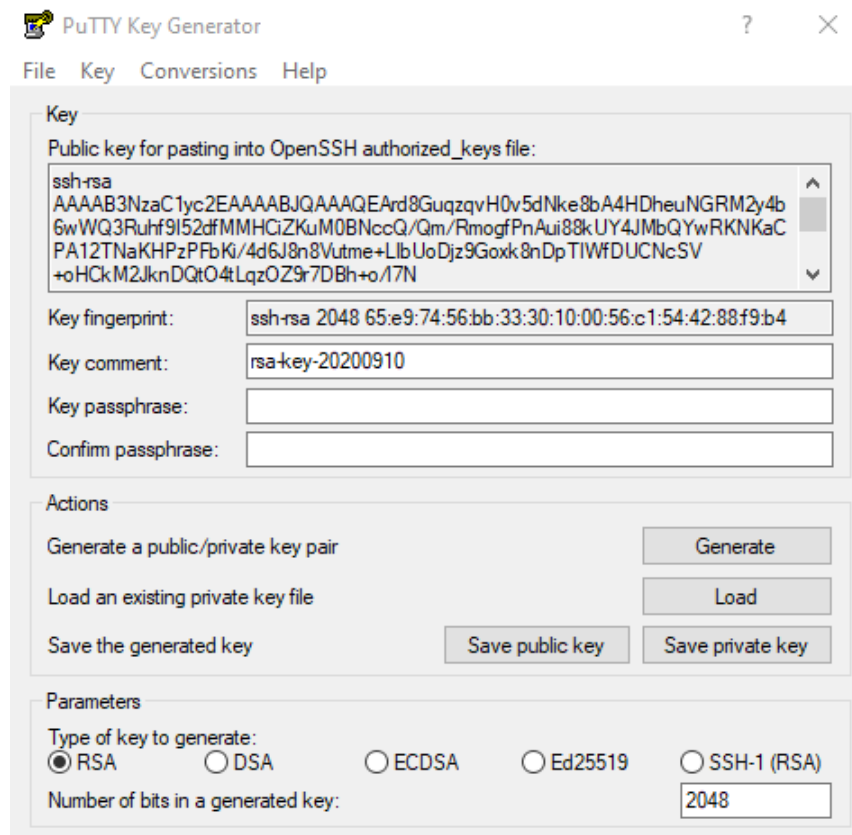 PuTTY Key Generator
?
File Key Conversions Help
Key
Public key for pasting into OpenSSH authorized_keys file:
ssh-rsa
AAAAB3NzaC1yc2EAAAABJQAAAQEArd8GuqzqvH0v5dNke8bA4HDheuNGRM2y4b
6wWQ3Ruhf9I52dfMMHCiZKuM0BNccQ/Qm/RmogfPnAui88kUY4JMbQYwRKNKaC
PA12TNaKHPzPFbKi/4d6J8n8Vutme+LIbUoDjz9Goxk8nDpTIWfDUCNcSV
+oHCkM2JknDQtO4tLqzOZ9r7DBh+o/I7N
Key fingerprint: ssh-rsa 2048 65:e9:74:56:bb:33:30:10:00:56:c1:54:42:88:f9:b4
Key comment: rsa-key-20200910
Key passphrase:
Confirm passphrase:
Actions
Generate a public/private key pair Generate
Load an existing private key file Load
Save the generated key Save public key Save private key
Parameters
Type of key to generate:
RSA DSA ECDSA Ed25519 SSH-1 (RSA)
Number of bits in a generated key: 2048